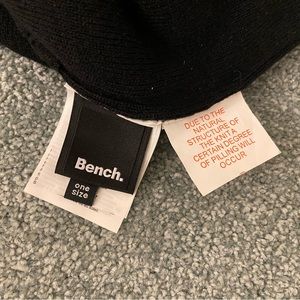 Bench.
one
size
DUE TO THE
NATURAL
STRUCTURE OF
THE KNIT A
CERTAIN DEGREE
OF PILLING WILL
OCCUR